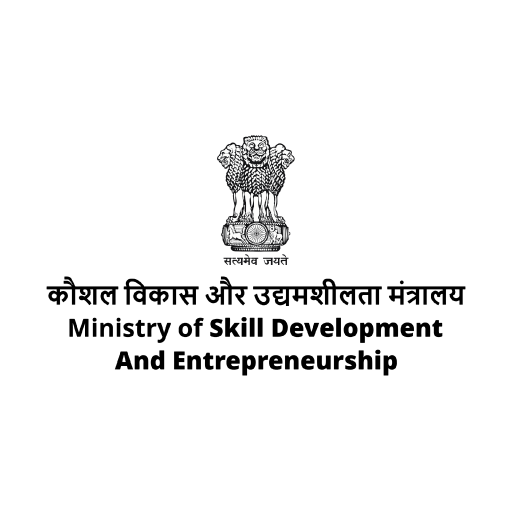 सत्यमेव जयते
कौशल विकास और उद्यमशीलता मंत्रालय
Ministry of Skill Development
And Entrepreneurship